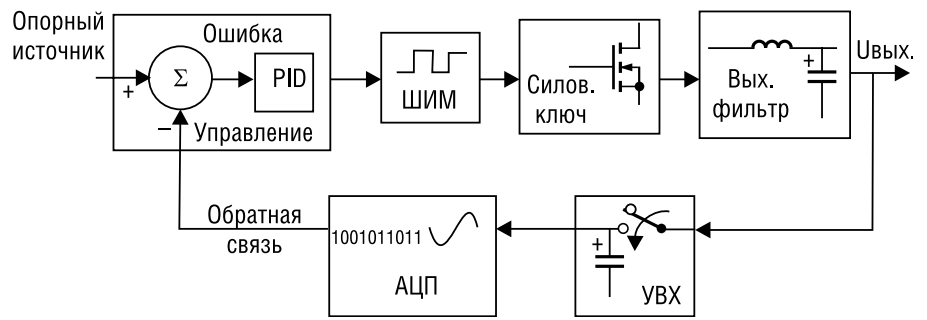 Опорный
источник
+
Σ
−
Ошибка
PID
Управление
ШИМ
Силов.
ключ
+
Вых.
фильтр
Uвых.
Обратная
связь
1001011011
АЦП
+
УВХ